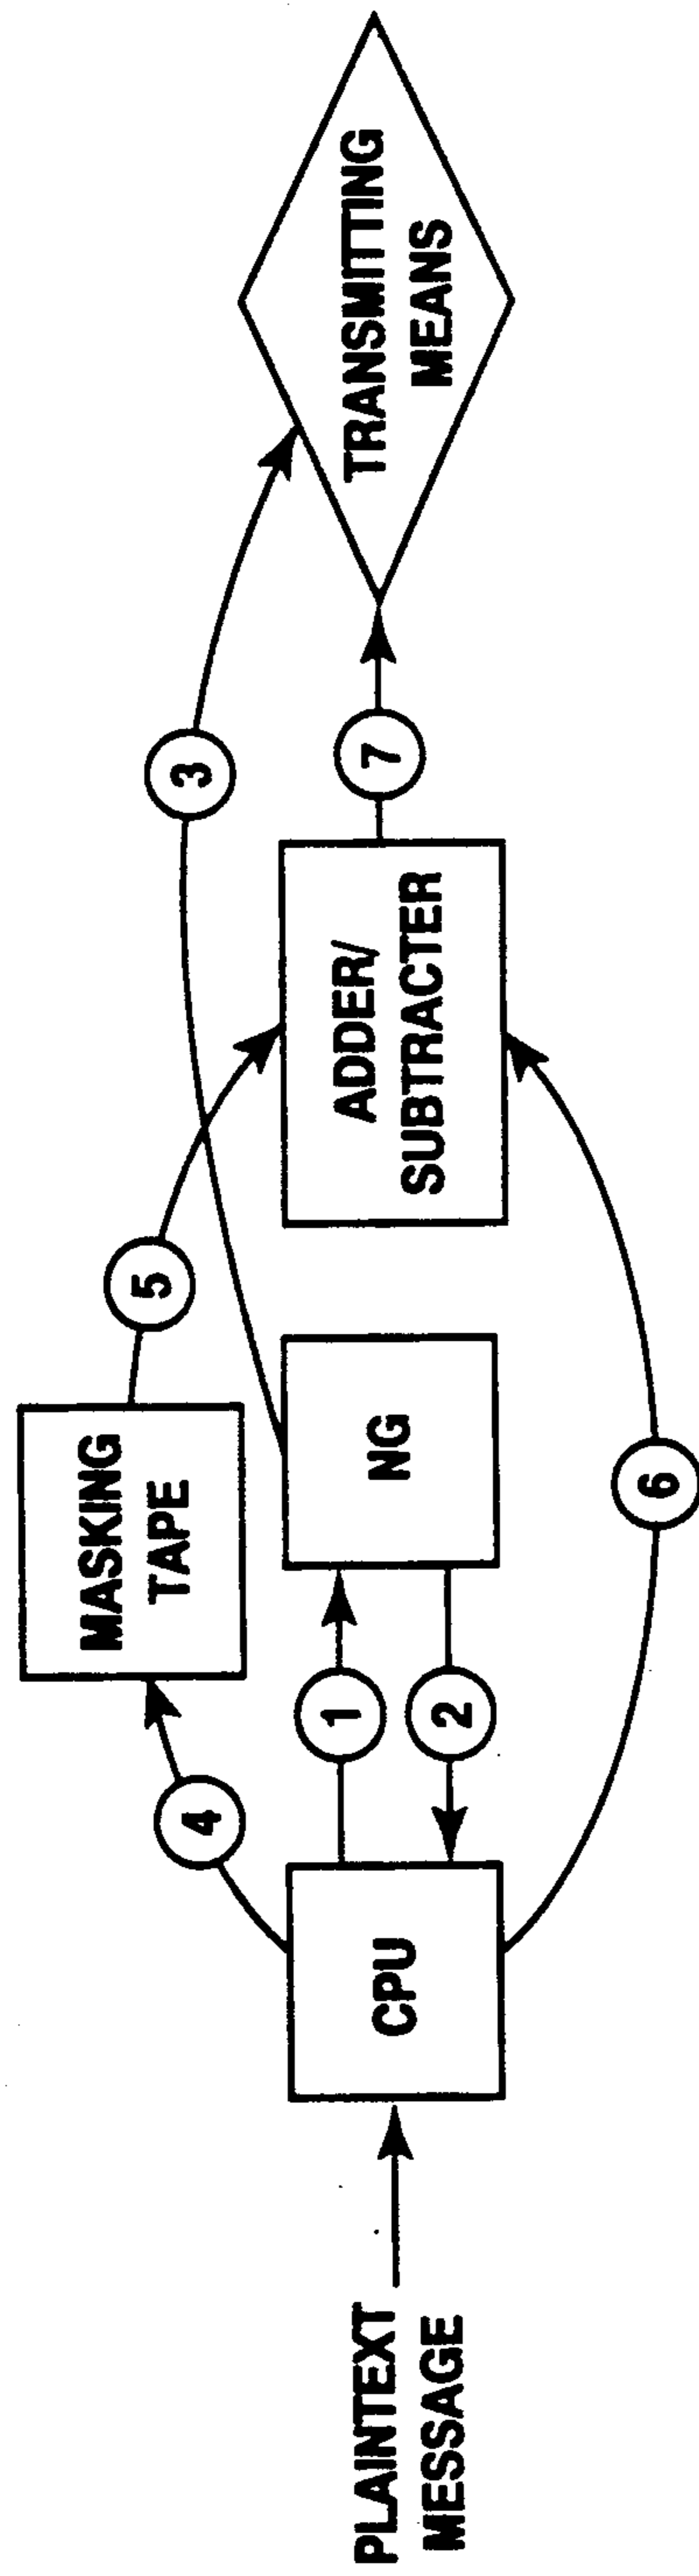 PLAINTEXT
MESSAGE
CPU
4
1
2
6
MASKING
TAPE
NG
5
3
ADDER/
SUBTRACTER
7
TRANSMITTING
MEANS